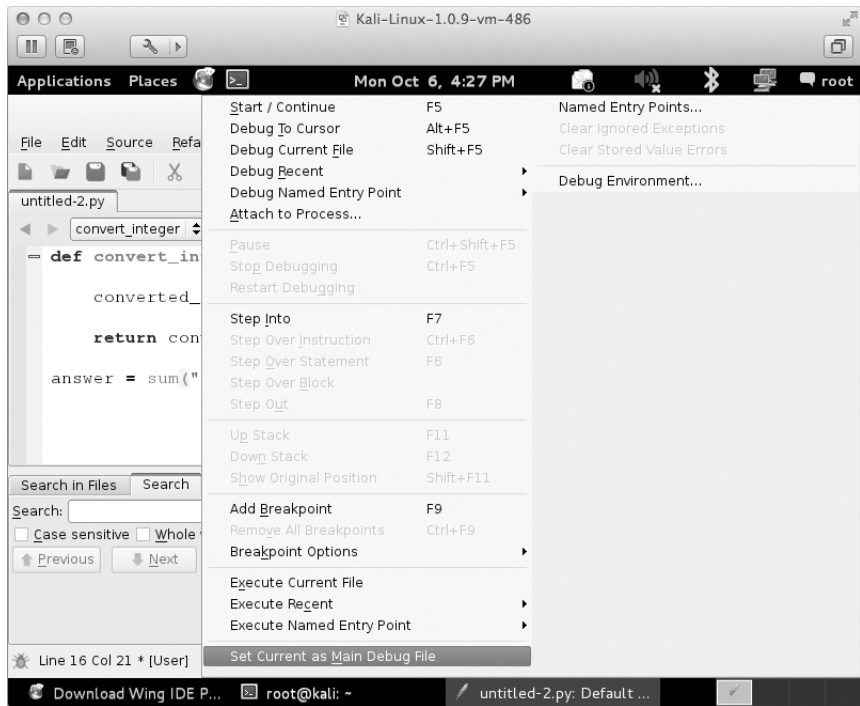 Kali-Linux-1.0.9-vm-486
Applications Places Mon Oct 6, 4:27 PM 1 root
File Edit Source Refa
untitled-2.py
convert_integer
def convert_in
converted_
return con
answer = sum("
Search in Files Search
Search:
Case sensitive Whole
Previous Next
Line 16 Col 21 * [User]
Start / Continue F5
Debug To Cursor Alt+F5
Debug Current File Shift+F5
Debug Recent
Debug Named Entry Point
Attach to Process...
Pause Ctrl+Shift+F5
Stop Debugging Ctrl+F5
Restart Debugging
Step Into F7
Step Over Instruction Ctrl+F6
Step Over Statement F6
Step Over Block
Step Out F8
Up Stack F11
Down Stack F12
Show Original Position Shift+F11
Add Breakpoint F9
Remove All Breakpoints Ctrl+F9
Breakpoint Options
Execute Current File
Execute Recent
Execute Named Entry Point
Set Current as Main Debug File
Named Entry Points...
Clear Ignored Exceptions
Clear Stored Value Errors
Debug Environment...
Download Wing IDE P... root@kali: ~ untitled-2.py: Default ...